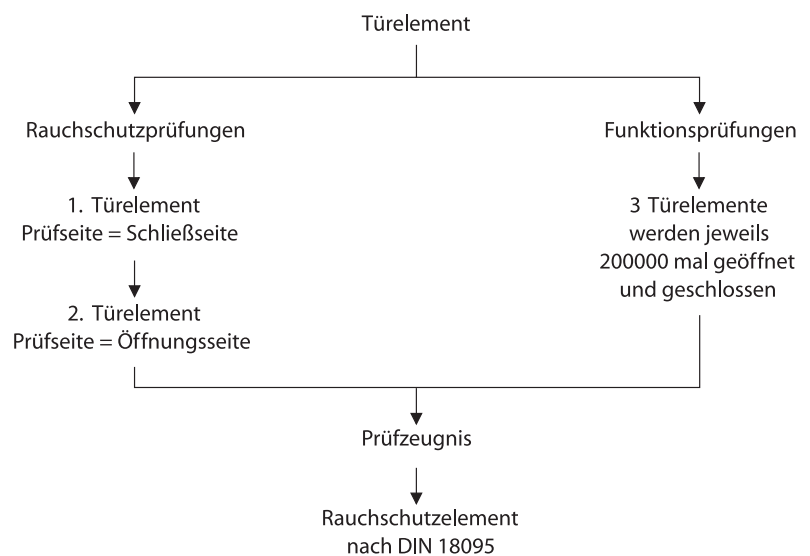 Türelement
Rauchschutzprüfungen
Funktionsprüfungen
1. Türelement
Prüfseite = Schließseite
3 Türelemente
werden jeweils
200000 mal geöffnet
und geschlossen
2. Türelement
Prüfseite = Öffnungsseite
Prüfzeugnis
Rauchschutzelement
nach DIN 18095